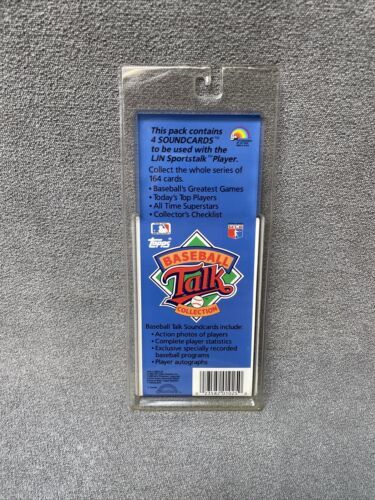 This pack contains
4 SOUNDCARDS™
to be used with the
LJN Sportstalk™ Player.
Collect the whole series of
164 cards.
• Baseball's Greatest Games
• Today's Top Players
• All Time Superstars
• Collector's Checklist
Topps
BASEBALL
Talk
COLLECTION
Baseball Talk Soundcards include:
• Action photos of players
• Complete player statistics
• Exclusive specially recorded
baseball programs
• Player autographs